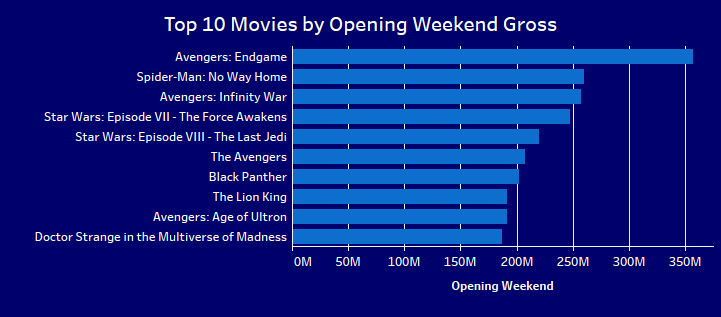 Top 10 Movies by Opening Weekend Gross
Avengers: Endgame
Spider-Man: No Way Home
Avengers: Infinity War
Star Wars: Episode VII - The Force Awakens
Star Wars: Episode VIII - The Last Jedi
The Avengers
Black Panther
The Lion King
Avengers: Age of Ultron
Doctor Strange in the Multiverse of Madness
0M 50M 100M 150M 200M 250M 300M 350M
Opening Weekend